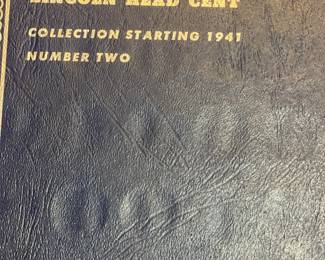 LINCOLN HEAD CENT
COLLECTION STARTING 1941
NUMBER TWO